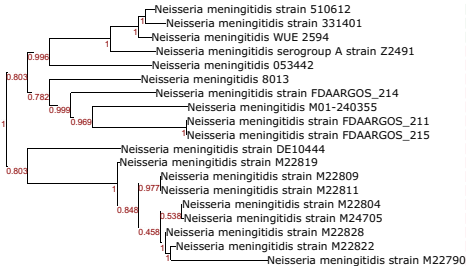 Neisseria meningitidis strain 510612
1
Neisseria meningitidis strain 331401
1
Neisseria meningitidis WUE 2594
1
Neisseria meningitidis serogroup A strain Z2491
0.996
Neisseria meningitidis 053442
0.803
Neisseria meningitidis 8013
0.782
Neisseria meningitidis strain FDAARGOS_214
0.999
Neisseria meningitidis M01-240355
0.969
Neisseria meningitidis strain FDAARGOS_211
1
Neisseria meningitidis strain FDAARGOS_215
1
Neisseria meningitidis strain DE10444
0.803
Neisseria meningitidis strain M22819
1
Neisseria meningitidis strain M22809
0.977
Neisseria meningitidis strain M22811
0.848
Neisseria meningitidis strain M22804
0.538
Neisseria meningitidis strain M24705
0.458
Neisseria meningitidis strain M22828
1
Neisseria meningitidis strain M22822
1
Neisseria meningitidis strain M22790